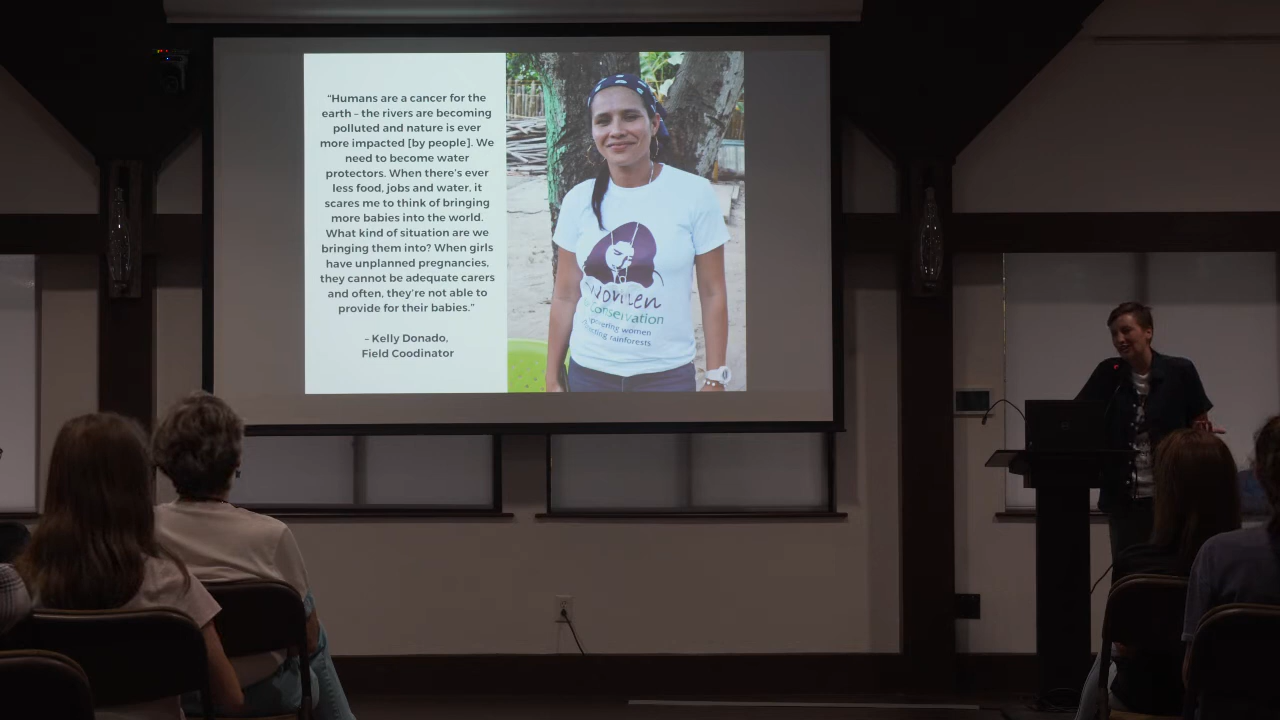 “Humans are a cancer for the
earth – the rivers are becoming
polluted and nature is ever
more impacted [by people]. We
need to become water
protectors. When there's ever
less food, jobs and water, it
scares me to think of bringing
more babies into the world.
What kind of situation are we
bringing them into? When girls
have unplanned pregnancies,
they cannot be adequate carers
and often, they're not able to
provide for their babies.”
– Kelly Donado,
Field Coodinator
Women
Conservation
women
rainforests